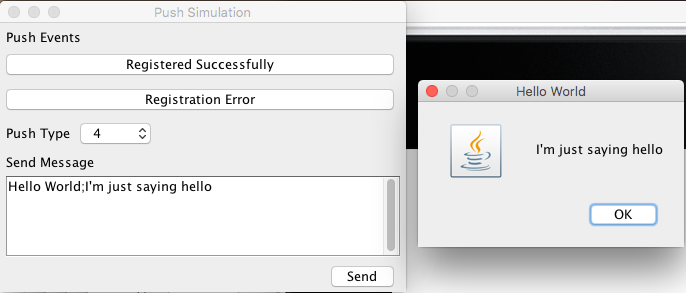 Push Simulation
Push Events
Registered Successfully
Registration Error
Push Type 4
Send Message
Hello World;I'm just saying hello
Send
Hello World
I'm just saying hello
OK